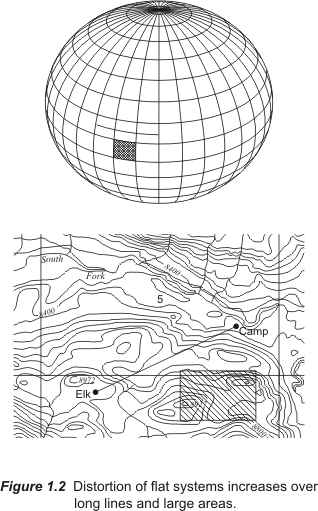 South
8400
Fork
5
8400
Camp
8972
Elk
Figure 1.2 Distortion of flat systems increases over
long lines and large areas.